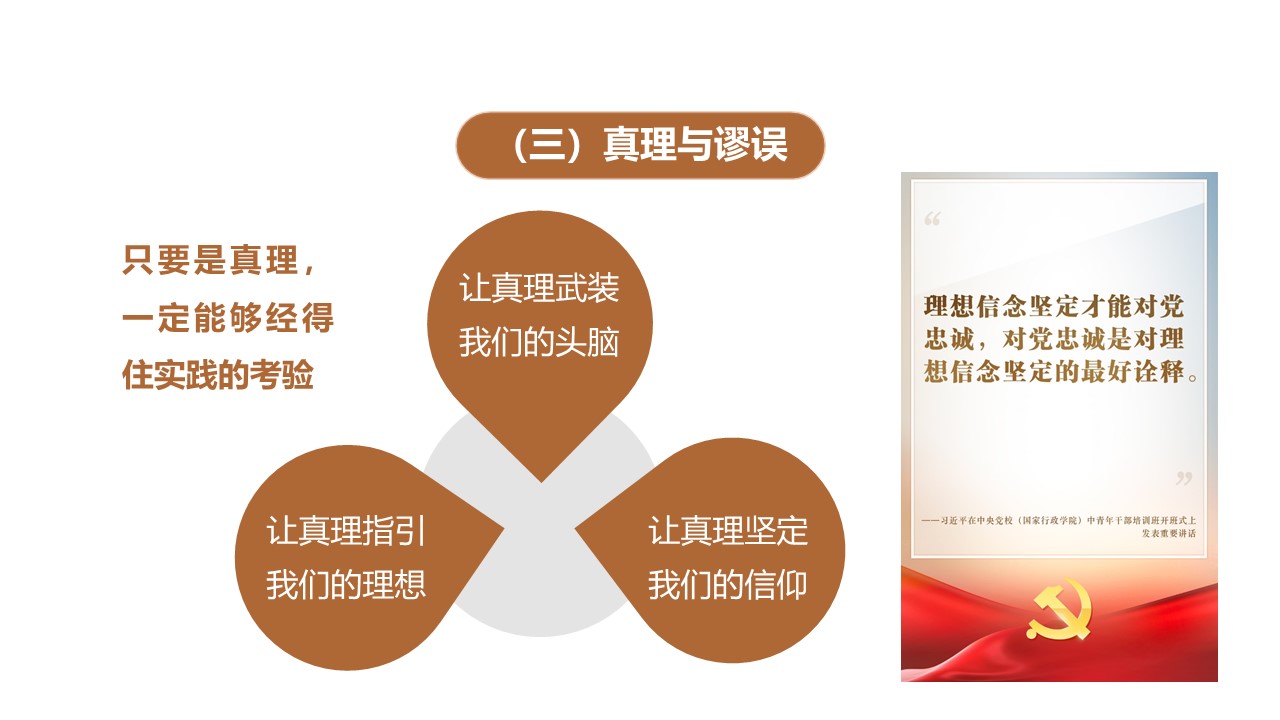 （三）真理与谬误
只要是真理，
一定能够经得
住实践的考验
让真理武装
我们的头脑
让真理指引
我们的理想
让真理坚定
我们的信仰
“
理想信念坚定才能对党
忠诚，对党忠诚是对理
想信念坚定的最好诠释。
”
——习近平在中央党校（国家行政学院）中青年干部培训班开班式上
发表重要讲话